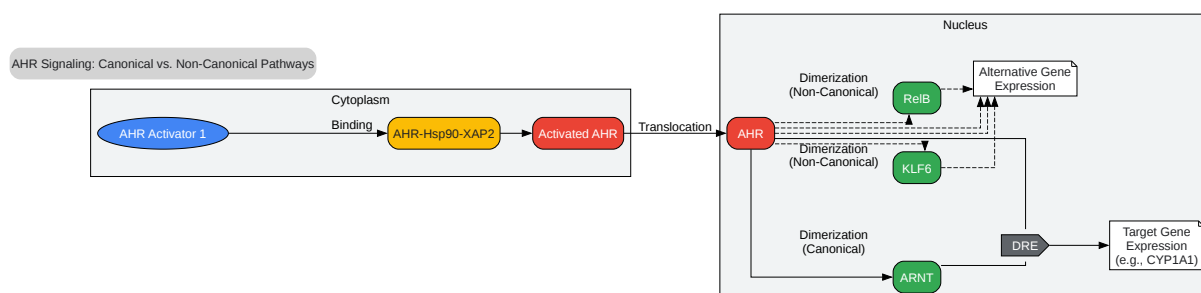 Nucleus
AHR Signaling: Canonical vs. Non-Canonical Pathways
Cytoplasm
AHR Activator 1
Binding
AHR-Hsp90-XAP2
Activated AHR
Translocation
AHR
Dimerization
(Non-Canonical)
RelB
Alternative Gene
Expression
Dimerization
(Non-Canonical)
KLF6
Dimerization
(Canonical)
ARNT
DRE
Target Gene
Expression
(e.g., CYP1A1)